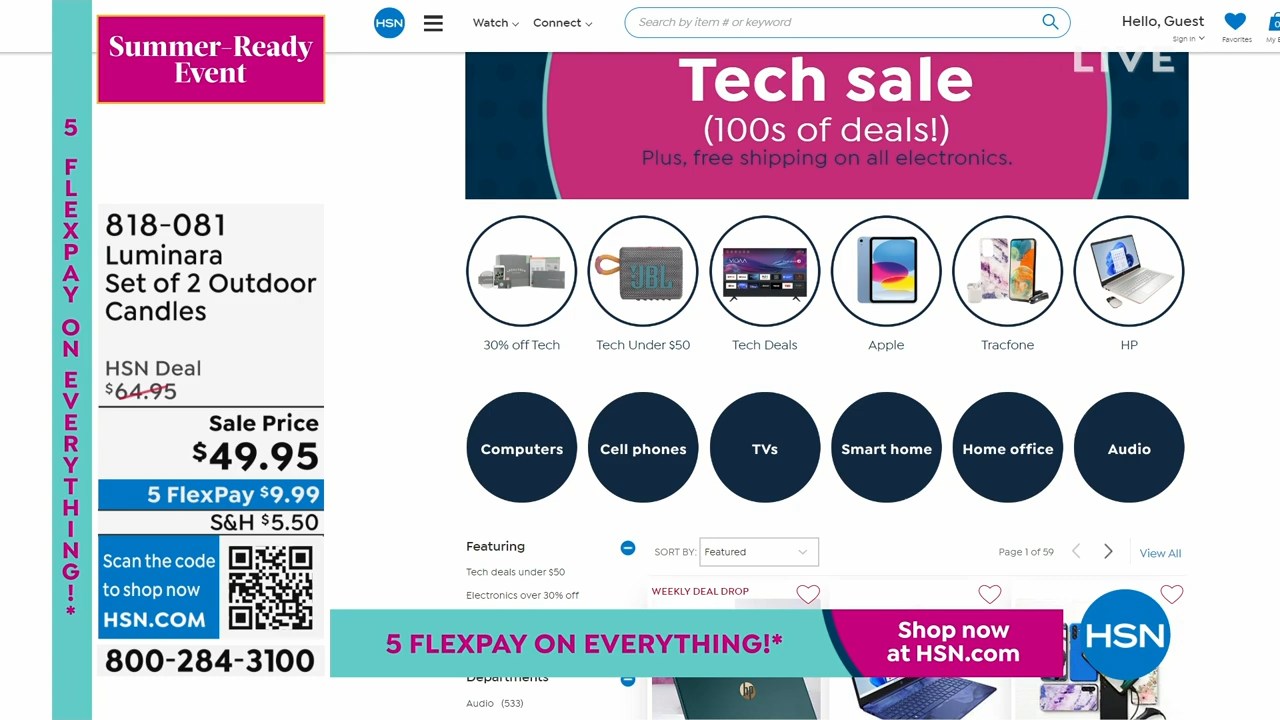 Summer-Ready
Event
5 FLEXPAY ON EVERYTHING!*
818-081
Luminara
Set of 2 Outdoor
Candles
HSN Deal
$64.95
Sale Price
$49.95
5 FlexPay $9.99
S&H $5.50
Scan the code
to shop now
HSN.COM
800-284-3100
HSN
Watch
Connect
Search by item # or keyword
Hello, Guest
Sign In
Favorites
LIVE
Tech sale
(100s of deals!)
Plus, free shipping on all electronics.
JBL
30% off Tech
Tech Under $50
Tech Deals
Apple
Tracfone
HP
Computers
Cell phones
TVs
Smart home
Home office
Audio
Featuring
SORT BY:
Featured
Page 1 of 59
View All
Tech deals under $50
Electronics over 30% off
WEEKLY DEAL DROP
5 FLEXPAY ON EVERYTHING!*
Shop now
at HSN.com
HSN
Departments
Audio (533)
hp